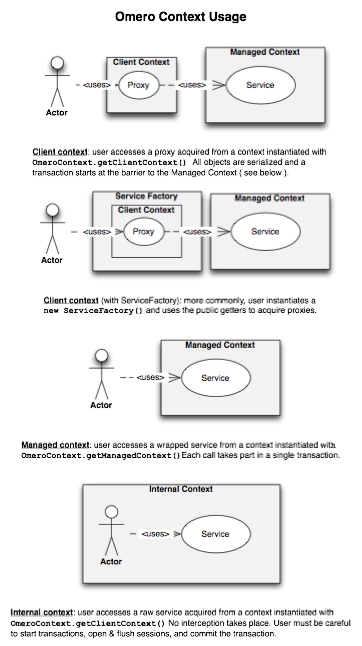 Omero Context Usage
Client Context
Managed Context
Actor
<uses>
Proxy
<uses>
Service
Client context: user accesses a proxy acquired from a context instantiated with
OmeroContext.getClientContext() All objects are serialized and a
transaction starts at the barrier to the Managed Context ( see below ).
Service Factory
Client Context
Managed Context
Actor
<uses>
Proxy
<uses>
Service
Client context (with ServiceFactory): more commonly, user instantiates a
new ServiceFactory() and uses the public getters to acquire proxies.
Managed Context
Actor
<uses>
Service
Managed context: user accesses a wrapped service from a context instantiated with
OmeroContext.getManagedContext() Each call takes part in a single transaction.
Internal Context
Actor
<uses>
Service
Internal context: user accesses a raw service acquired from a context instantiated with
OmeroContext.getClientContext() No interception takes place. User must be careful
to start transactions, open & flush sessions, and commit the transaction.